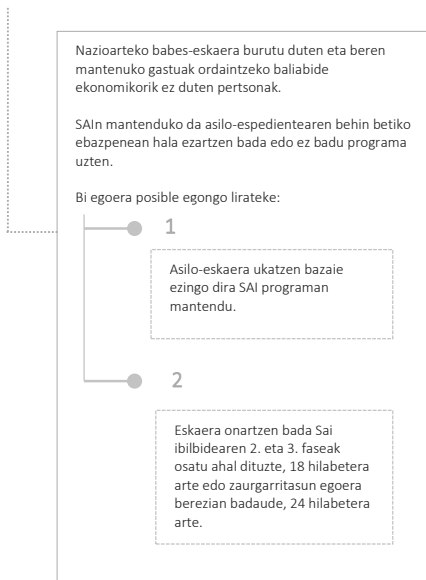 Nazioarteko babes-eskaera burutu duten eta beren
mantenuko gastuak ordaintzeko baliabide
ekonomikorik ez duten pertsonak.
SAIn mantenduko da asilo-espedientearen behin betiko
ebazpenean hala ezartzen bada edo ez badu programa
uzten.
Bi egoera posible egongo lirateke:
1
Asilo-eskaera ukatzen bazaie
ezingo dira SAI programan
mantendu.
2
Eskaera onartzen bada Sai
ibilbidearen 2. eta 3. faseak
osatu ahal dituzte, 18 hilabetera
arte edo zaurgarritasun egoera
berezian badaude, 24 hilabetera
arte.